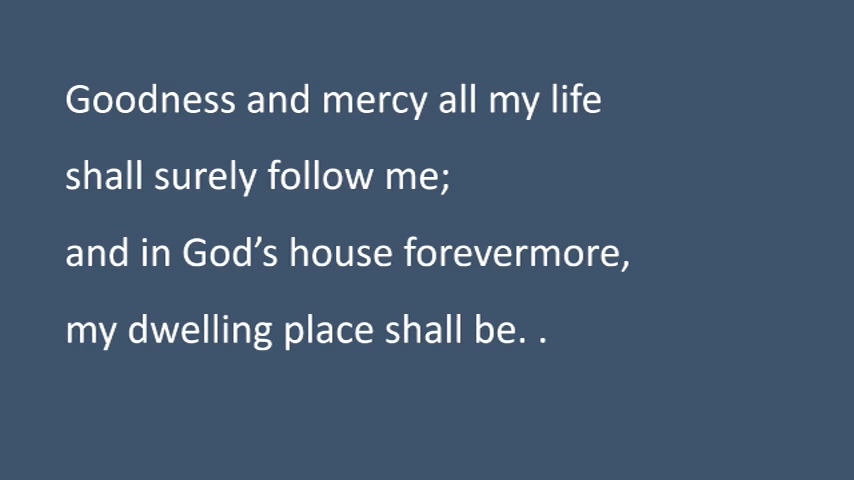 Goodness and mercy all my life
shall surely follow me;
and in God’s house forevermore,
my dwelling place shall be. .